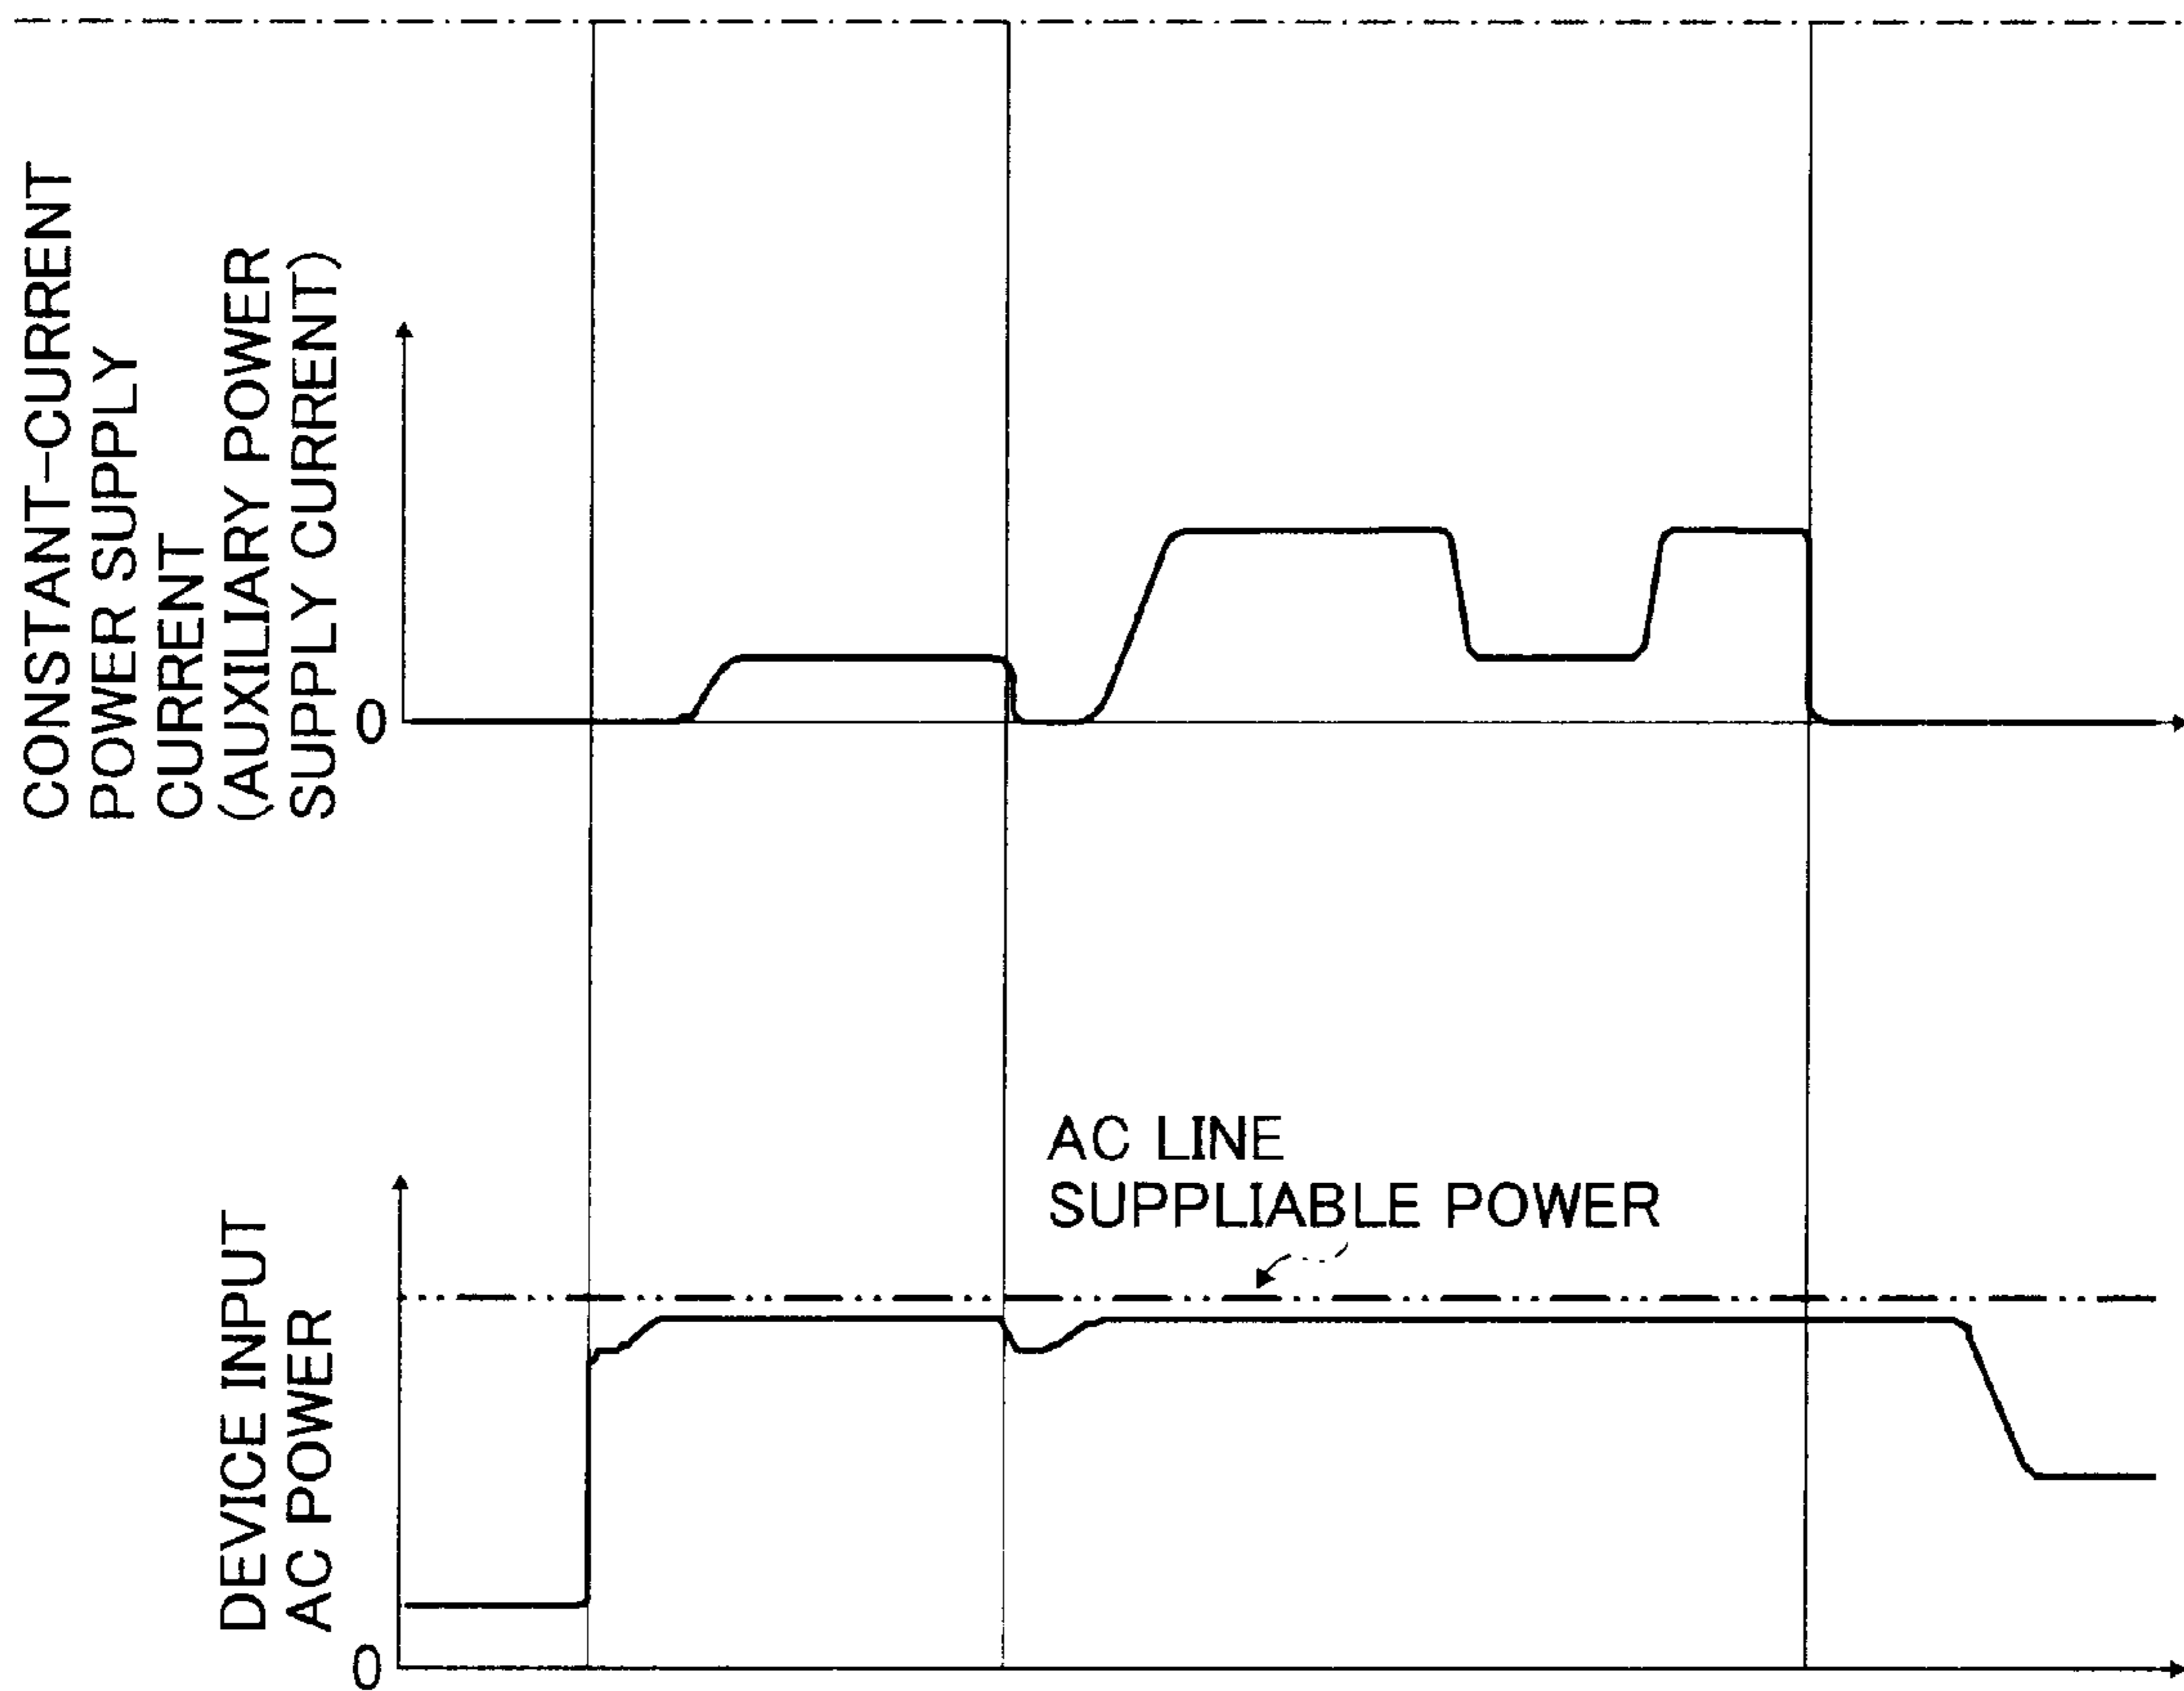 CONSTANT-CURRENT
POWER SUPPLY
CURRENT
(AUXILIARY POWER
SUPPLY CURRENT)
0
AC LINE
SUPPLIABLE POWER
DEVICE INPUT
AC POWER
0